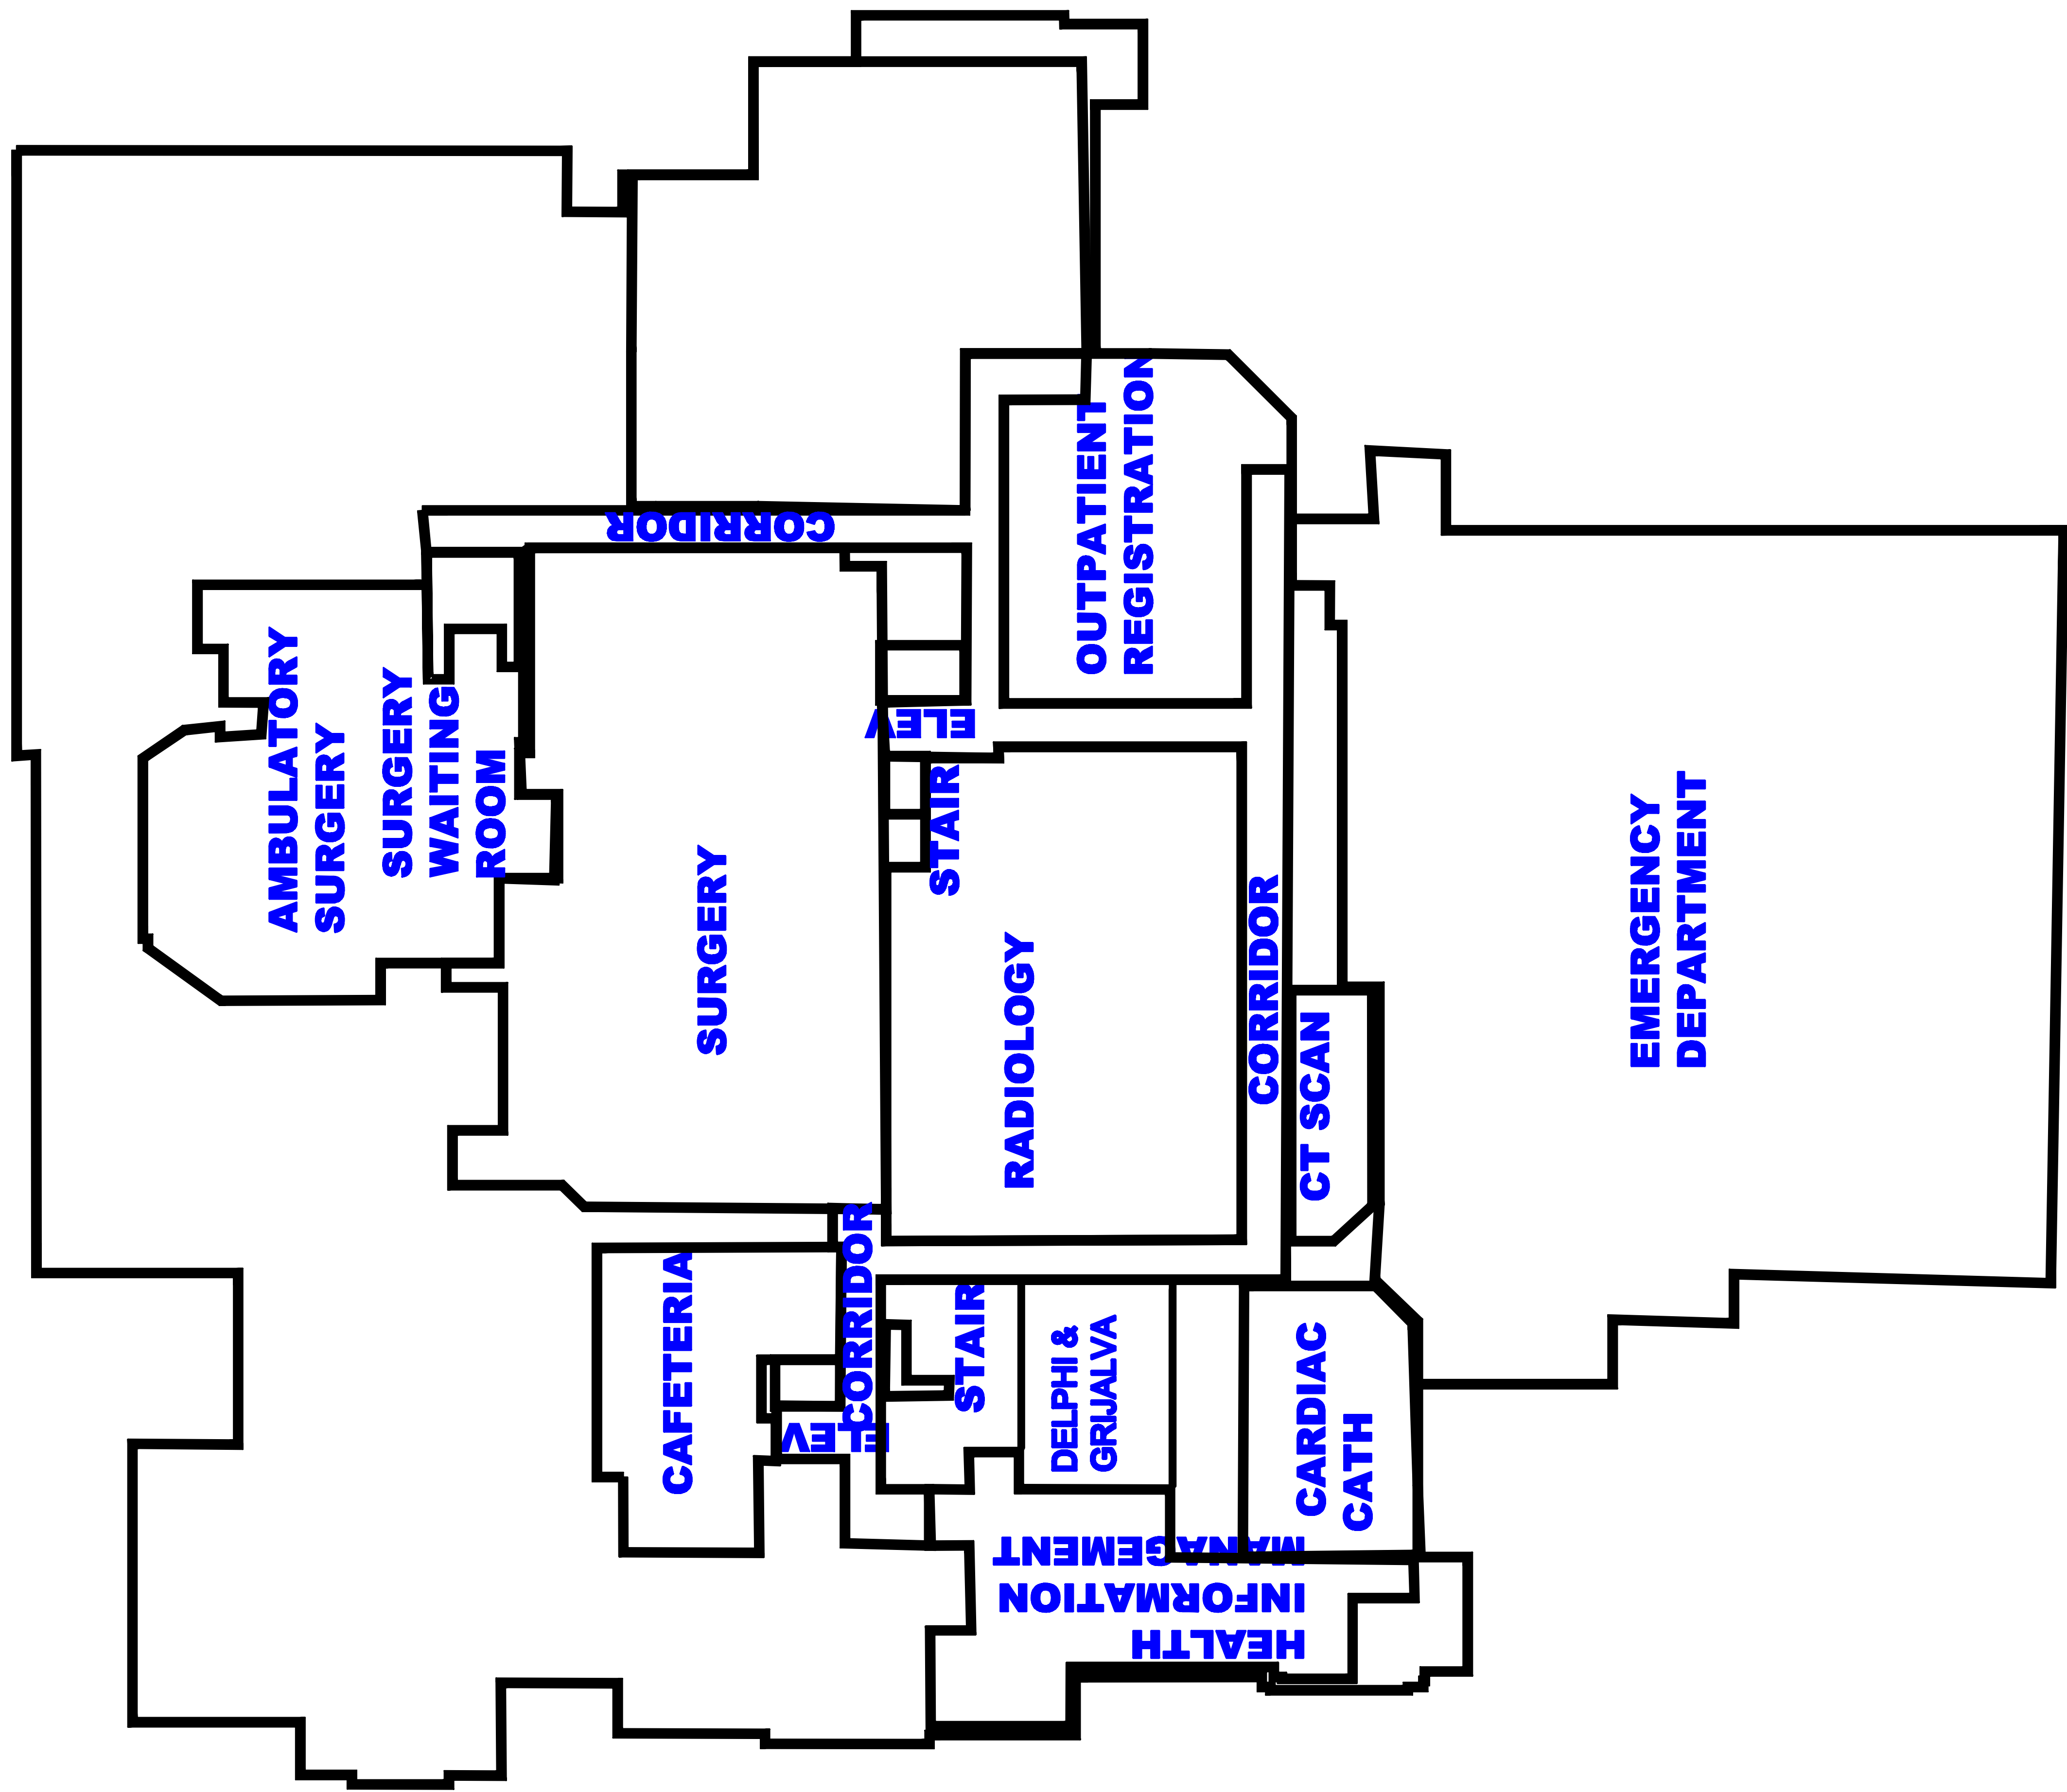 CORRIDOR
OUTPATIENT
REGISTRATION
AMBULATORY
SURGERY
SURGERY
WAITING
ROOM
ELEV
STAIR
SURGERY
RADIOLOGY
CORRIDOR
CT SCAN
EMERGENCY
DEPARTMENT
CAFETERIA
CORRIDOR
ELEV
STAIR
DELPHI &
GRIJALVA
CARDIAC
CATH
HEALTH
INFORMATION
MANAGEMENT